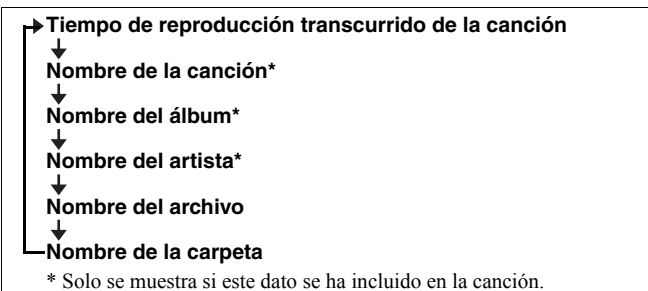 Tiempo de reproducción transcurrido de la canción
Nombre de la canción*
Nombre del álbum*
Nombre del artista*
Nombre del archivo
Nombre de la carpeta
* Solo se muestra si este dato se ha incluido en la canción.